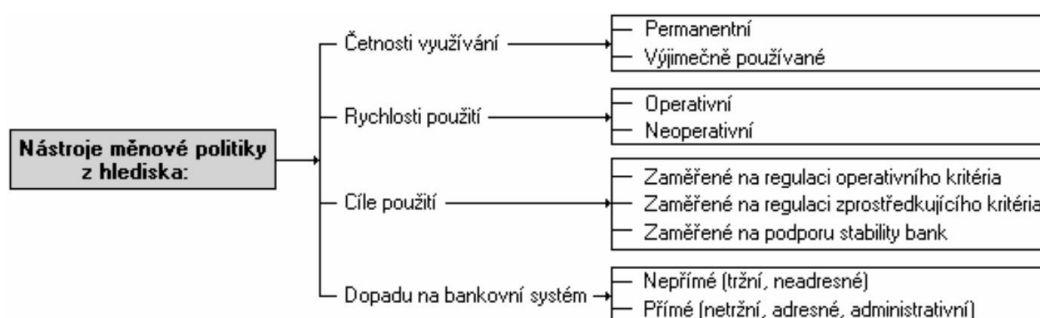 Nástroje měnové politiky
z hlediska:
Četnosti využívání
Permanentní
Výjimečně používané
Rychlosti použití
Operativní
Neoperativní
Cíle použití
Zaměřené na regulaci operativního kritéria
Zaměřené na regulaci zprostředkujícího kritéria
Zaměřené na podporu stability bank
Dopadu na bankovní systém
Nepřímé (tržní, neadresné)
Přímé (netržní, adresné, administrativní)